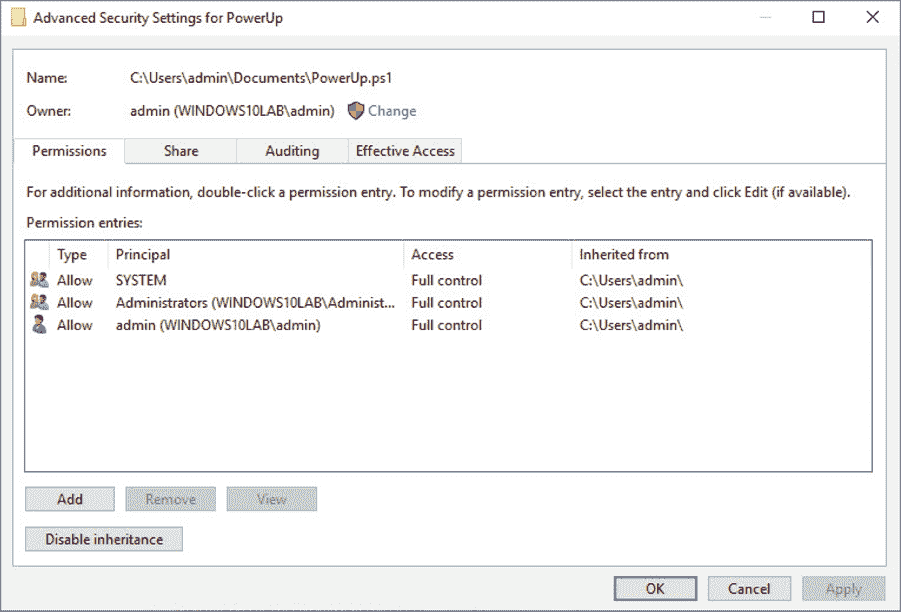 Advanced Security Settings for PowerUp
Name: C:\Users\admin\Documents\PowerUp.ps1
Owner: admin (WINDOWS10LAB\admin) Change
Permissions Share Auditing Effective Access
For additional information, double-click a permission entry. To modify a permission entry, select the entry and click Edit (if available).
Permission entries:
Type Principal Access Inherited from
Allow SYSTEM Full control C:\Users\admin\
Allow Administrators (WINDOWS10LAB\Administ... Full control C:\Users\admin\
Allow admin (WINDOWS10LAB\admin) Full control C:\Users\admin\
Add Remove View
Disable inheritance
OK Cancel Apply